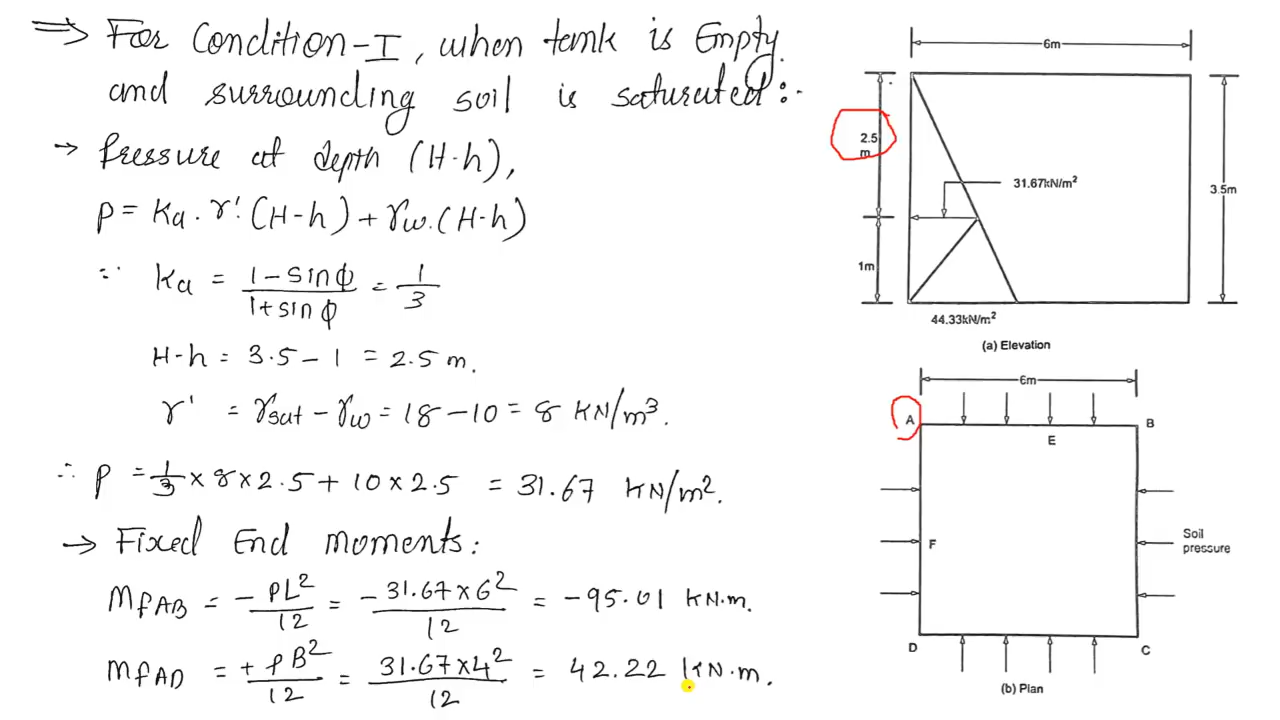 ⇒ For Condition-I, when tank is Empty
and surrounding soil is saturated:-
→ Pressure at depth (H-h),
P = Ka . γ'. (H-h) + γw. (H-h)
∵ Ka = (1 - sinφ)/(1 + sinφ) = 1/3
H-h = 3.5 - 1 = 2.5 m.
γ' = γsat - γw = 18 - 10 = 8 KN/m³.
∴ P = 1/3 × 8 × 2.5 + 10 × 2.5 = 31.67 KN/m².
→ Fixed End Moments:
MfAB = - PL²/12 = - 31.67×6²/12 = -95.01 KN.m.
MfAD = + PB²/12 = 31.67×4²/12 = 42.22 KN.m.
6m
2.5
m
31.67kN/m²
3.5m
1m
44.33kN/m²
(a) Elevation
6m
A
B
E
F
Soil
pressure
D
C
(b) Plan